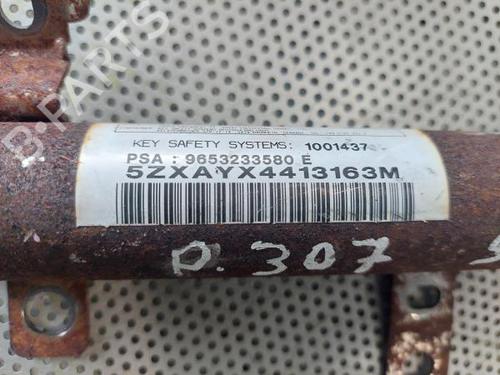 KEY SAFETY SYSTEMS: 1001437
PSA : 9653233580 E
5ZXAYX4413163M
P. 307
B-PARTS